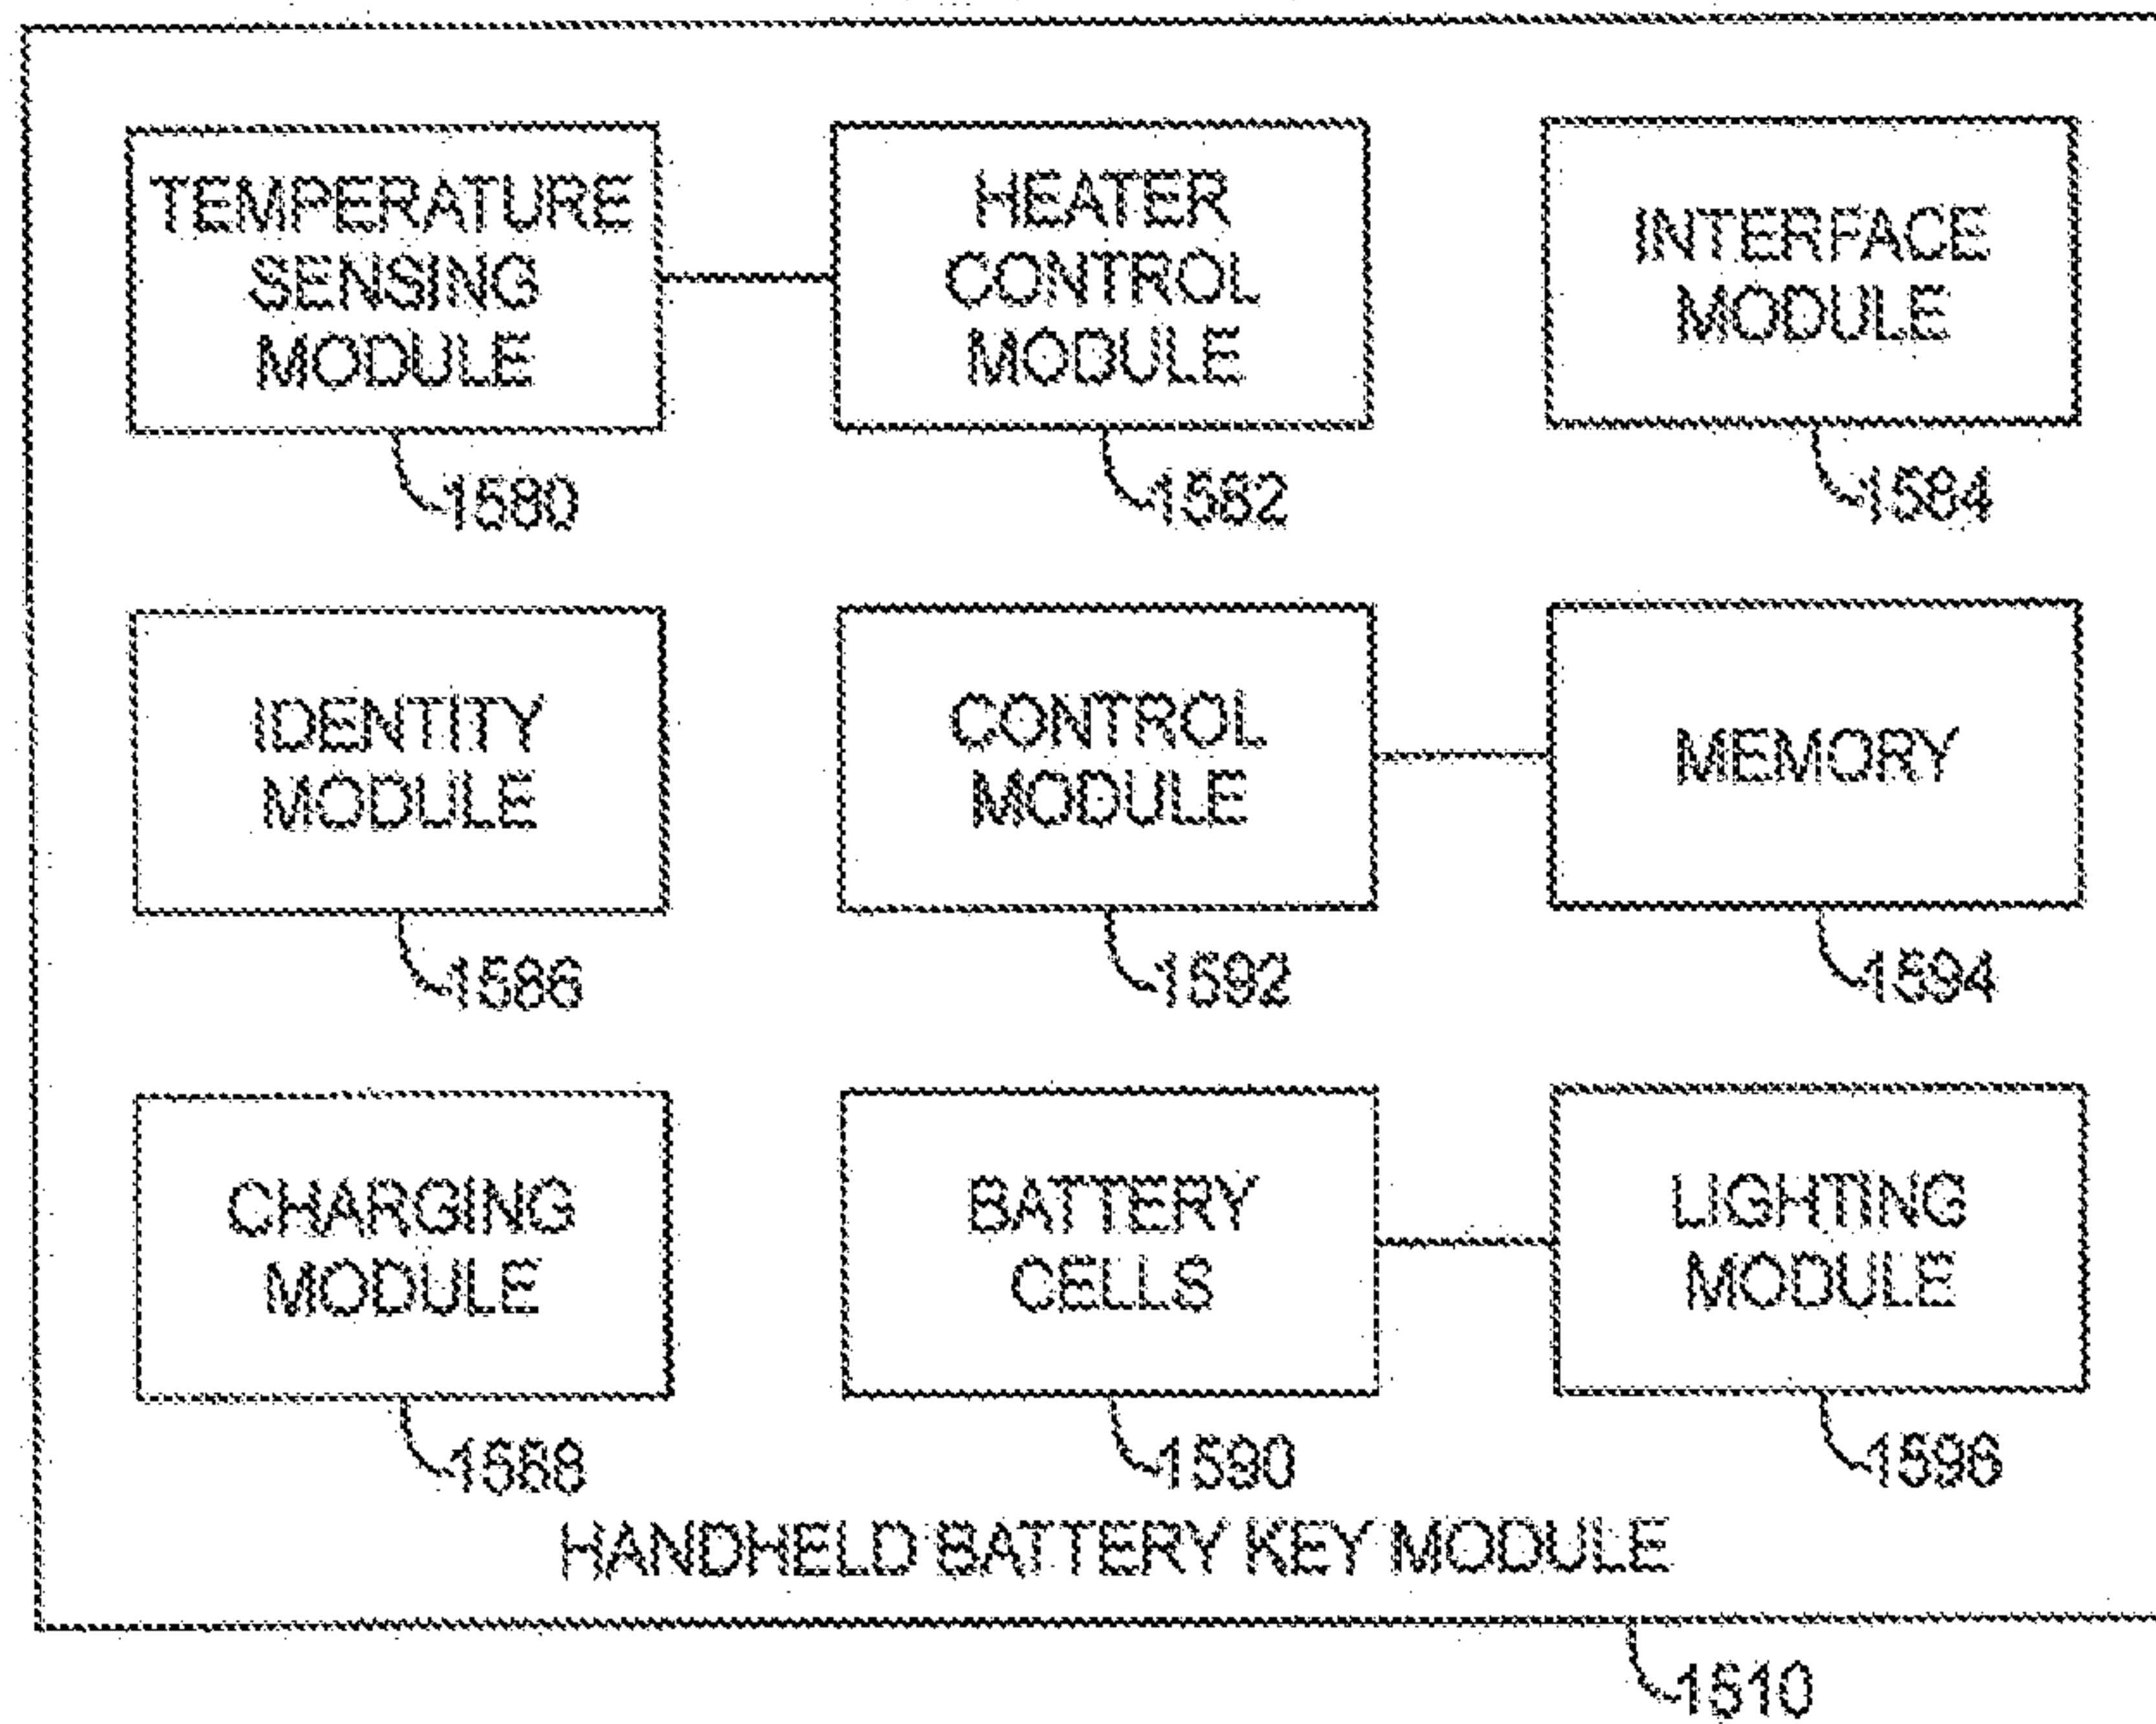 TEMPERATURE
SENSING
MODULE
1580
HEATER
CONTROL
MODULE
1582
INTERFACE
MODULE
1584
IDENTITY
MODULE
1586
CONTROL
MODULE
1592
MEMORY
1594
CHARGING
MODULE
1588
BATTERY
CELLS
1590
LIGHTING
MODULE
1596
HANDHELD BATTERY KEY MODULE
1510